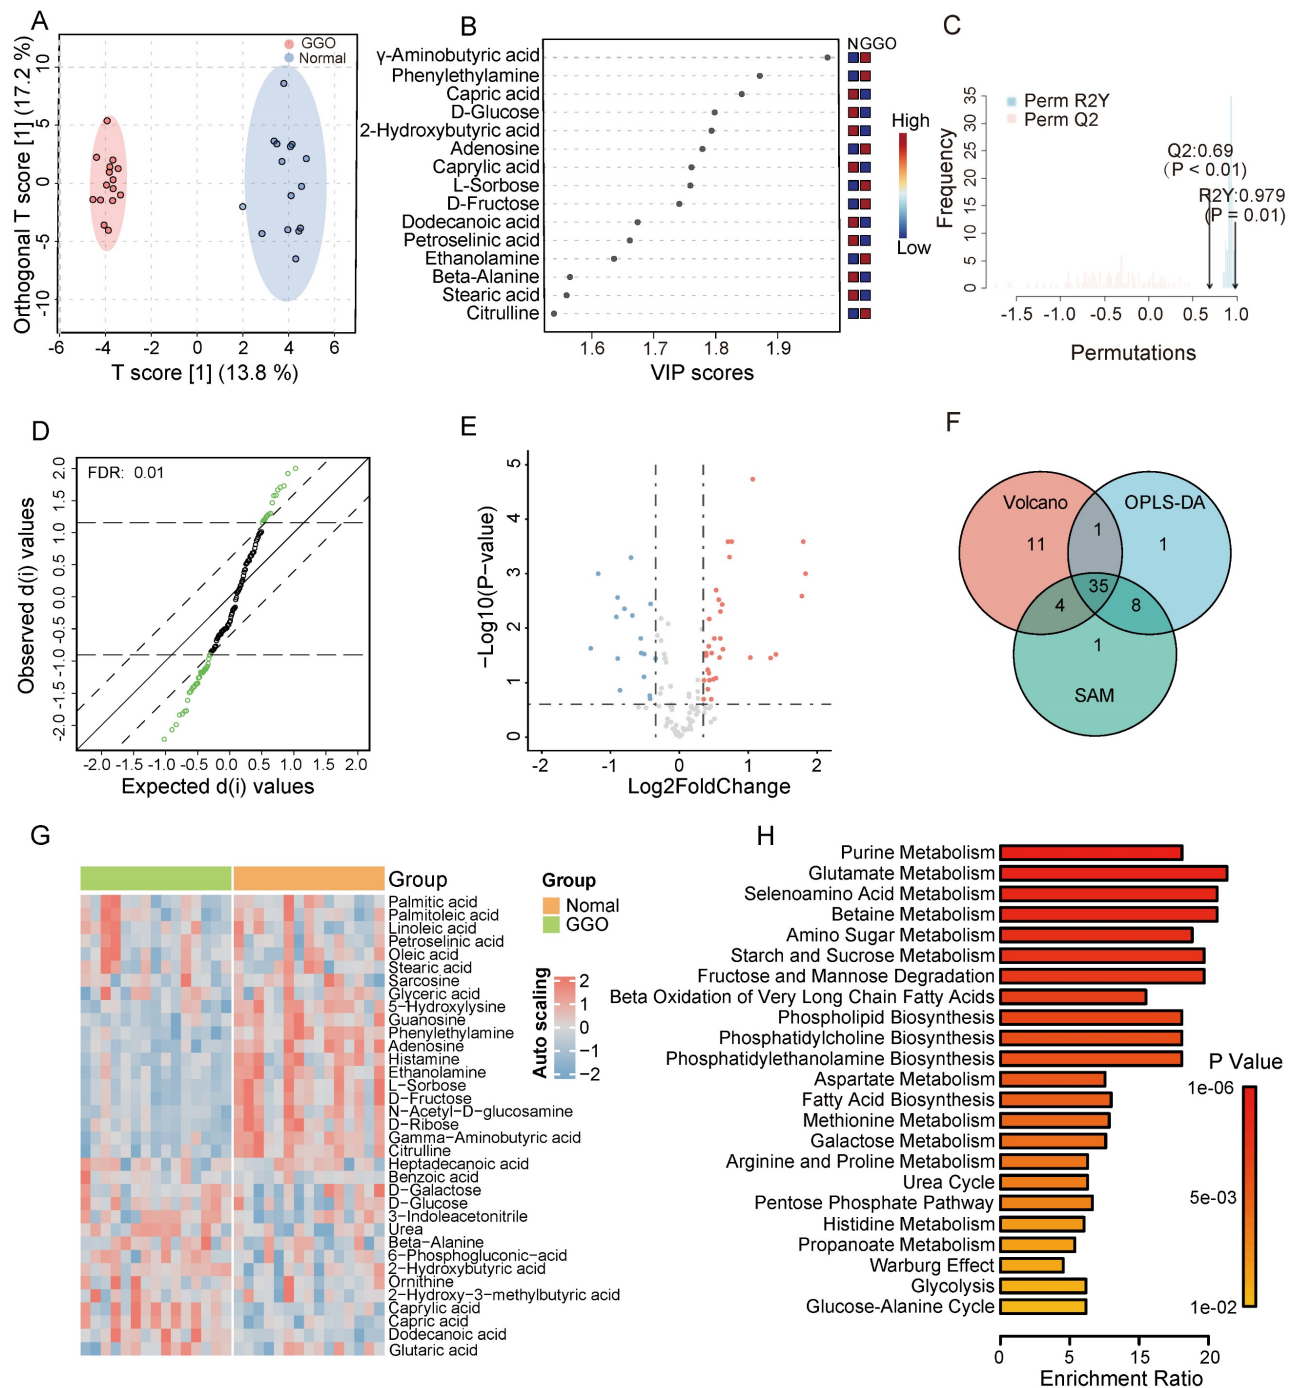 A
Orthogonal T score [1] (17.2 %)
10
5
0
-5
-10
GGO
Normal
-6 -4 -2 0 2 4 6
T score [1] (13.8 %)
B
γ-Aminobutyric acid
Phenylethylamine
Capric acid
D-Glucose
2-Hydroxybutyric acid
Adenosine
Caprylic acid
L-Sorbose
D-Fructose
Dodecanoic acid
Petroselinic acid
Ethanolamine
Beta-Alanine
Stearic acid
Citrulline
N GGO
High
Low
1.6 1.7 1.8 1.9
VIP scores
C
Frequency
35
30
25
20
15
10
5
0
Perm R2Y
Perm Q2
Q2:0.69
(P < 0.01)
R2Y:0.979
(P = 0.01)
-1.5 -1.0 -0.5 0.0 0.5 1.0
Permutations
D
Observed d(i) values
2.0
1.5
1.0
0.5
0.0
-0.5
-1.0
-1.5
-2.0
FDR: 0.01
-2.0 -1.5 -1.0 -0.5 0.0 0.5 1.0 1.5 2.0
Expected d(i) values
E
−Log10(P−value)
5
4
3
2
1
0
-2 -1 0 1 2
Log2FoldChange
F
Volcano
OPLS-DA
11
1
1
35
4
8
1
SAM
G
Group
Palmitic acid
Palmitoleic acid
Linoleic acid
Petroselinic acid
Oleic acid
Stearic acid
Sarcosine
Glyceric acid
5−Hydroxylysine
Guanosine
Phenylethylamine
Adenosine
Histamine
Ethanolamine
L−Sorbose
D−Fructose
N−Acetyl−D−glucosamine
D−Ribose
Gamma−Aminobutyric acid
Citrulline
Heptadecanoic acid
Benzoic acid
D−Galactose
D−Glucose
3−Indoleacetonitrile
Urea
Beta−Alanine
6−Phosphogluconic−acid
2−Hydroxybutyric acid
Ornithine
2−Hydroxy−3−methylbutyric acid
Caprylic acid
Capric acid
Dodecanoic acid
Glutaric acid
Group
Nomal
GGO
Auto scaling
2
1
0
−1
−2
H
Purine Metabolism
Glutamate Metabolism
Selenoamino Acid Metabolism
Betaine Metabolism
Amino Sugar Metabolism
Starch and Sucrose Metabolism
Fructose and Mannose Degradation
Beta Oxidation of Very Long Chain Fatty Acids
Phospholipid Biosynthesis
Phosphatidylcholine Biosynthesis
Phosphatidylethanolamine Biosynthesis
Aspartate Metabolism
Fatty Acid Biosynthesis
Methionine Metabolism
Galactose Metabolism
Arginine and Proline Metabolism
Urea Cycle
Pentose Phosphate Pathway
Histidine Metabolism
Propanoate Metabolism
Warburg Effect
Glycolysis
Glucose-Alanine Cycle
0 5 15 20
Enrichment Ratio
P Value
1e-06
5e-03
1e-02